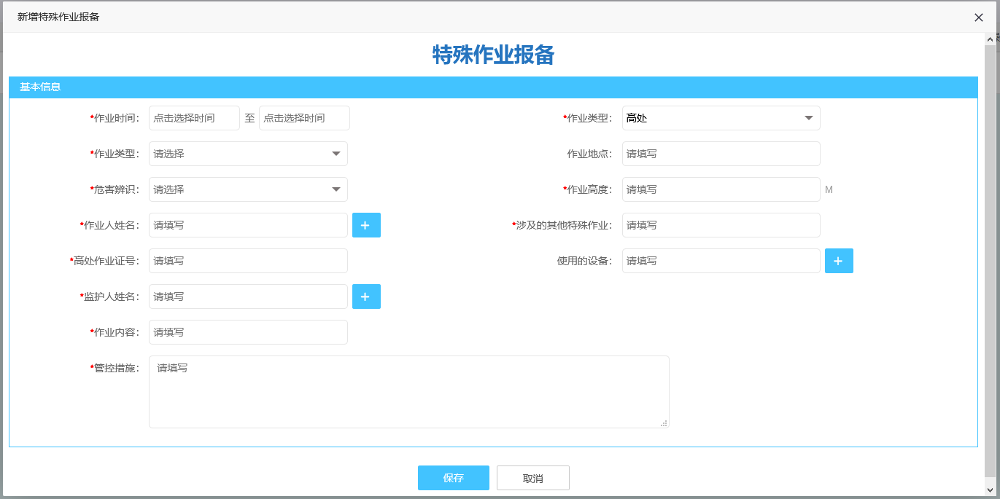 新增特殊作业报备
特殊作业报备
基本信息
*作业时间： 点击选择时间 至 点击选择时间 *作业类型： 高处
*作业类型： 请选择 作业地点： 请填写
*危害辨识： 请选择 *作业高度： 请填写 M
*作业人姓名： 请填写 + *涉及的其他特殊作业： 请填写
*高处作业证号： 请填写 使用的设备： 请填写 +
*监护人姓名： 请填写 +
*作业内容： 请填写
*管控措施： 请填写
保存 取消